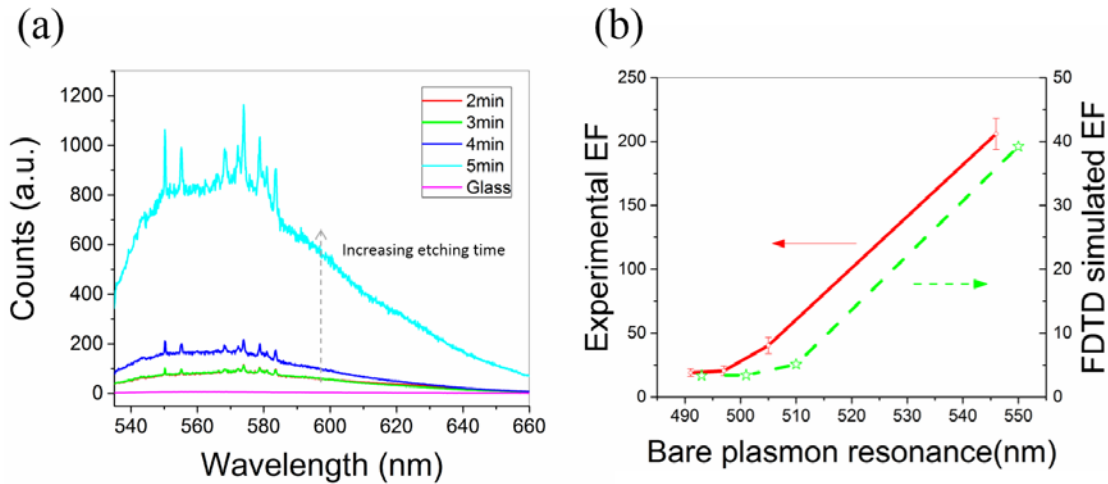 (a)
(b)
1200
1000
800
600
400
200
0
540 560 580 600 620 640 660
Counts (a.u.)
Wavelength (nm)
2min
3min
4min
5min
Glass
Increasing etching time
250
200
150
100
50
0
490 500 510 520 530 540 550
50
40
30
20
10
0
Experimental EF
FDTD simulated EF
Bare plasmon resonance(nm)